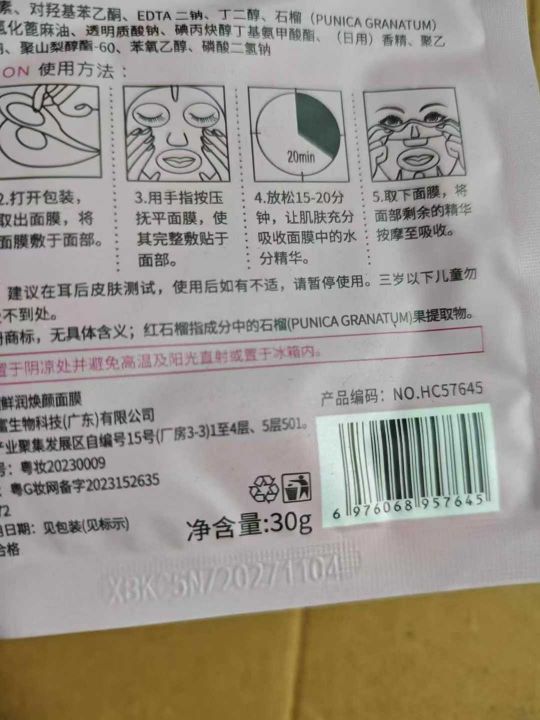 素、对羟基苯乙酮、EDTA 二钠、丁二醇、石榴（PUNICA GRANATUM）
氢化蓖麻油、透明质酸钠、碘丙炔醇丁基氨甲酸酯、（日用）香精、聚乙
聚山梨醇酯-60、苯氧乙醇、磷酸二氢钠
ION 使用方法：
20min
2.打开包装，
取出面膜，将
面膜敷于面部。
3.用手指按压
抚平面膜，使
其完整敷贴于
面部。
4.放松15-20分
钟，让肌肤充分
吸收面膜中的水
分精华。
5.取下面膜，将
面部剩余的精华
按摩至吸收。
建议在耳后皮肤测试，使用后如有不适，请暂停使用。三岁以下儿童勿
不到处。
册商标，无具体含义；红石榴指成分中的石榴(PUNICA GRANATUM)果提取物。
置于阴凉处并避免高温及阳光直射或置于冰箱内。
鲜润焕颜面膜
富生物科技(广东)有限公司
产业聚集发展区自编号15号(厂房3-3)1至4层、5层501。
号：粤妆20230009
：粤G妆网备字2023152635
72
日期：见包装(见标示)
合格
产品编码：NO.HC57645
6 976068 957645
净含量:30g
XBK C5N720271104